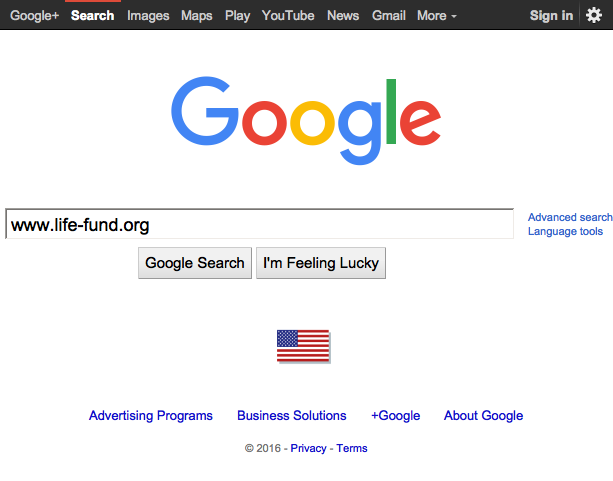 Google+ Search Images Maps Play YouTube News Gmail More Sign in
Google
www.life-fund.org
Advanced search
Language tools
Google Search I'm Feeling Lucky
Advertising Programs Business Solutions +Google About Google
© 2016 - Privacy - Terms